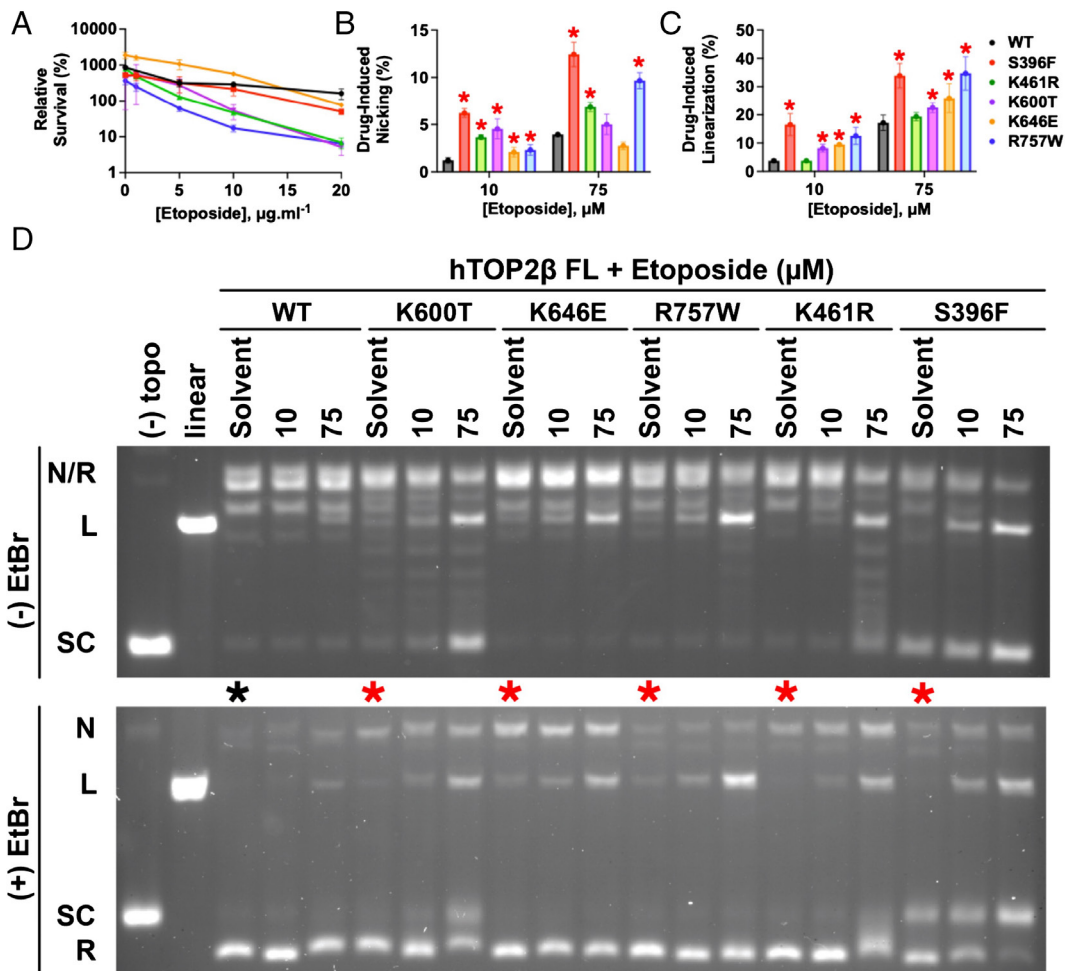 A
Relative
Survival (%)
10000
1000
100
10
1
0
5
10
15
20
[Etoposide], µg.ml-1
B
Drug-Induced
Nicking (%)
15
10
5
0
10
75
[Etoposide], µM
C
Drug-Induced
Linearization (%)
50
40
30
20
10
0
10
75
[Etoposide], µM
WT
S396F
K461R
K600T
K646E
R757W
D
hTOP2β FL + Etoposide (µM)
WT K600T K646E R757W K461R S396F
(-) topo linear Solvent 10 75 Solvent 10 75 Solvent 10 75 Solvent 10 75 Solvent 10 75 Solvent 10 75
(-) EtBr
N/R
L
SC
* * * * * *
(+) EtBr
N
L
SC
R